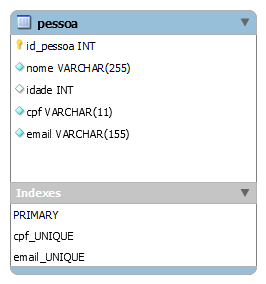 pessoa
id_pessoa INT
nome VARCHAR(255)
idade INT
cpf VARCHAR(11)
email VARCHAR(155)
Indexes
PRIMARY
cpf_UNIQUE
email_UNIQUE